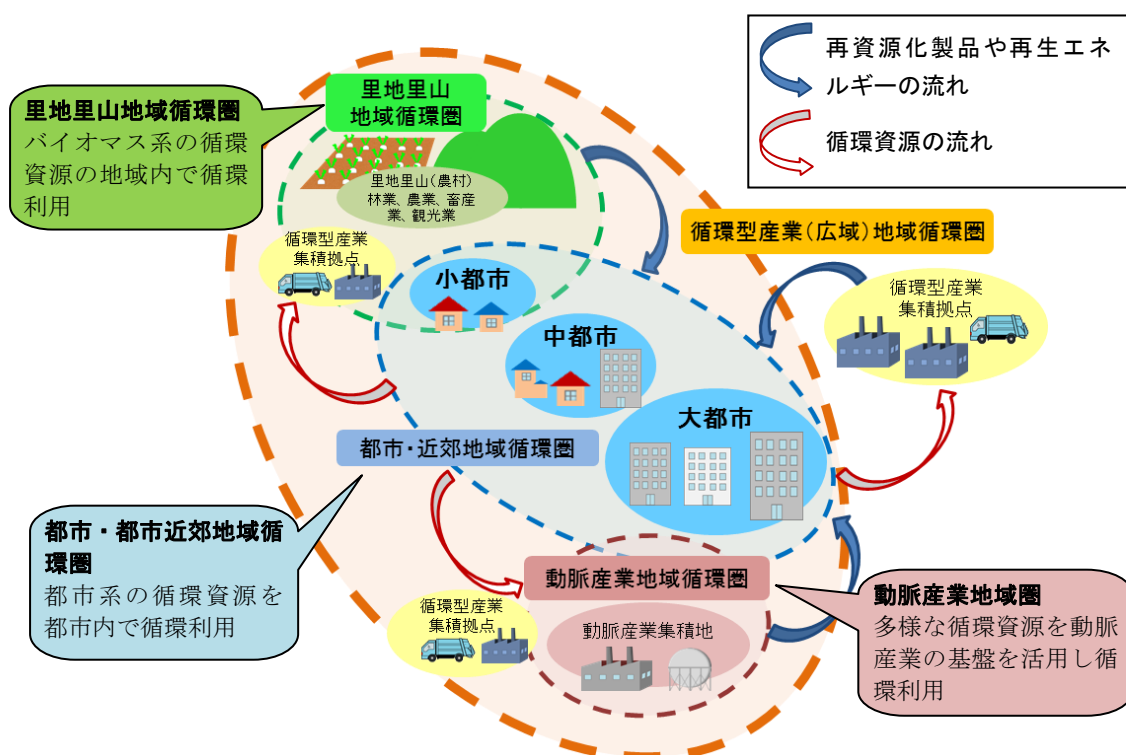 再資源化製品や再生エネ
ルギーの流れ
循環資源の流れ
里地里山
地域循環圏
里地里山地域循環圏
バイオマス系の循環
資源の地域内で循環
利用
里地里山(農村)
林業、農業、畜産
業、観光業
循環型産業(広域)地域循環圏
循環型産業
集積拠点
小都市
循環型産業
集積拠点
中都市
大都市
都市・近郊地域循環圏
都市・都市近郊地域循
環圏
都市系の循環資源を
都市内で循環利用
動脈産業地域循環圏
循環型産業
集積拠点
動脈産業集積地
動脈産業地域圏
多様な循環資源を動脈
産業の基盤を活用し循
環利用